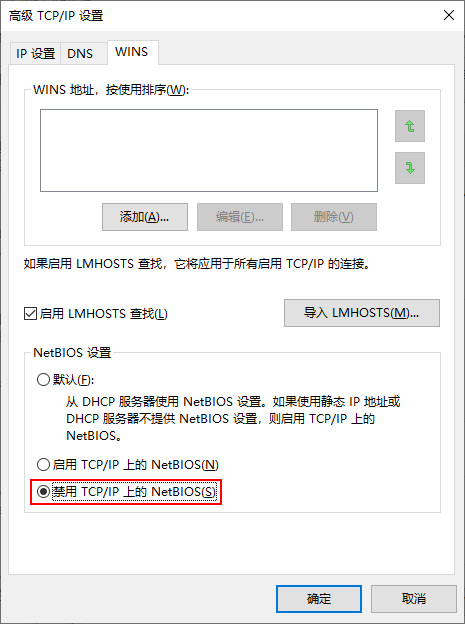 高级 TCP/IP 设置
IP 设置 DNS WINS
WINS 地址，按使用排序(W):
添加(A)... 编辑(E)... 删除(V)
如果启用 LMHOSTS 查找，它将应用于所有启用 TCP/IP 的连接。
启用 LMHOSTS 查找(L) 导入 LMHOSTS(M)...
NetBIOS 设置
默认(F):
从 DHCP 服务器使用 NetBIOS 设置。如果使用静态 IP 地址或
DHCP 服务器不提供 NetBIOS 设置，则启用 TCP/IP 上的
NetBIOS。
启用 TCP/IP 上的 NetBIOS(N)
禁用 TCP/IP 上的 NetBIOS(S)
确定 取消